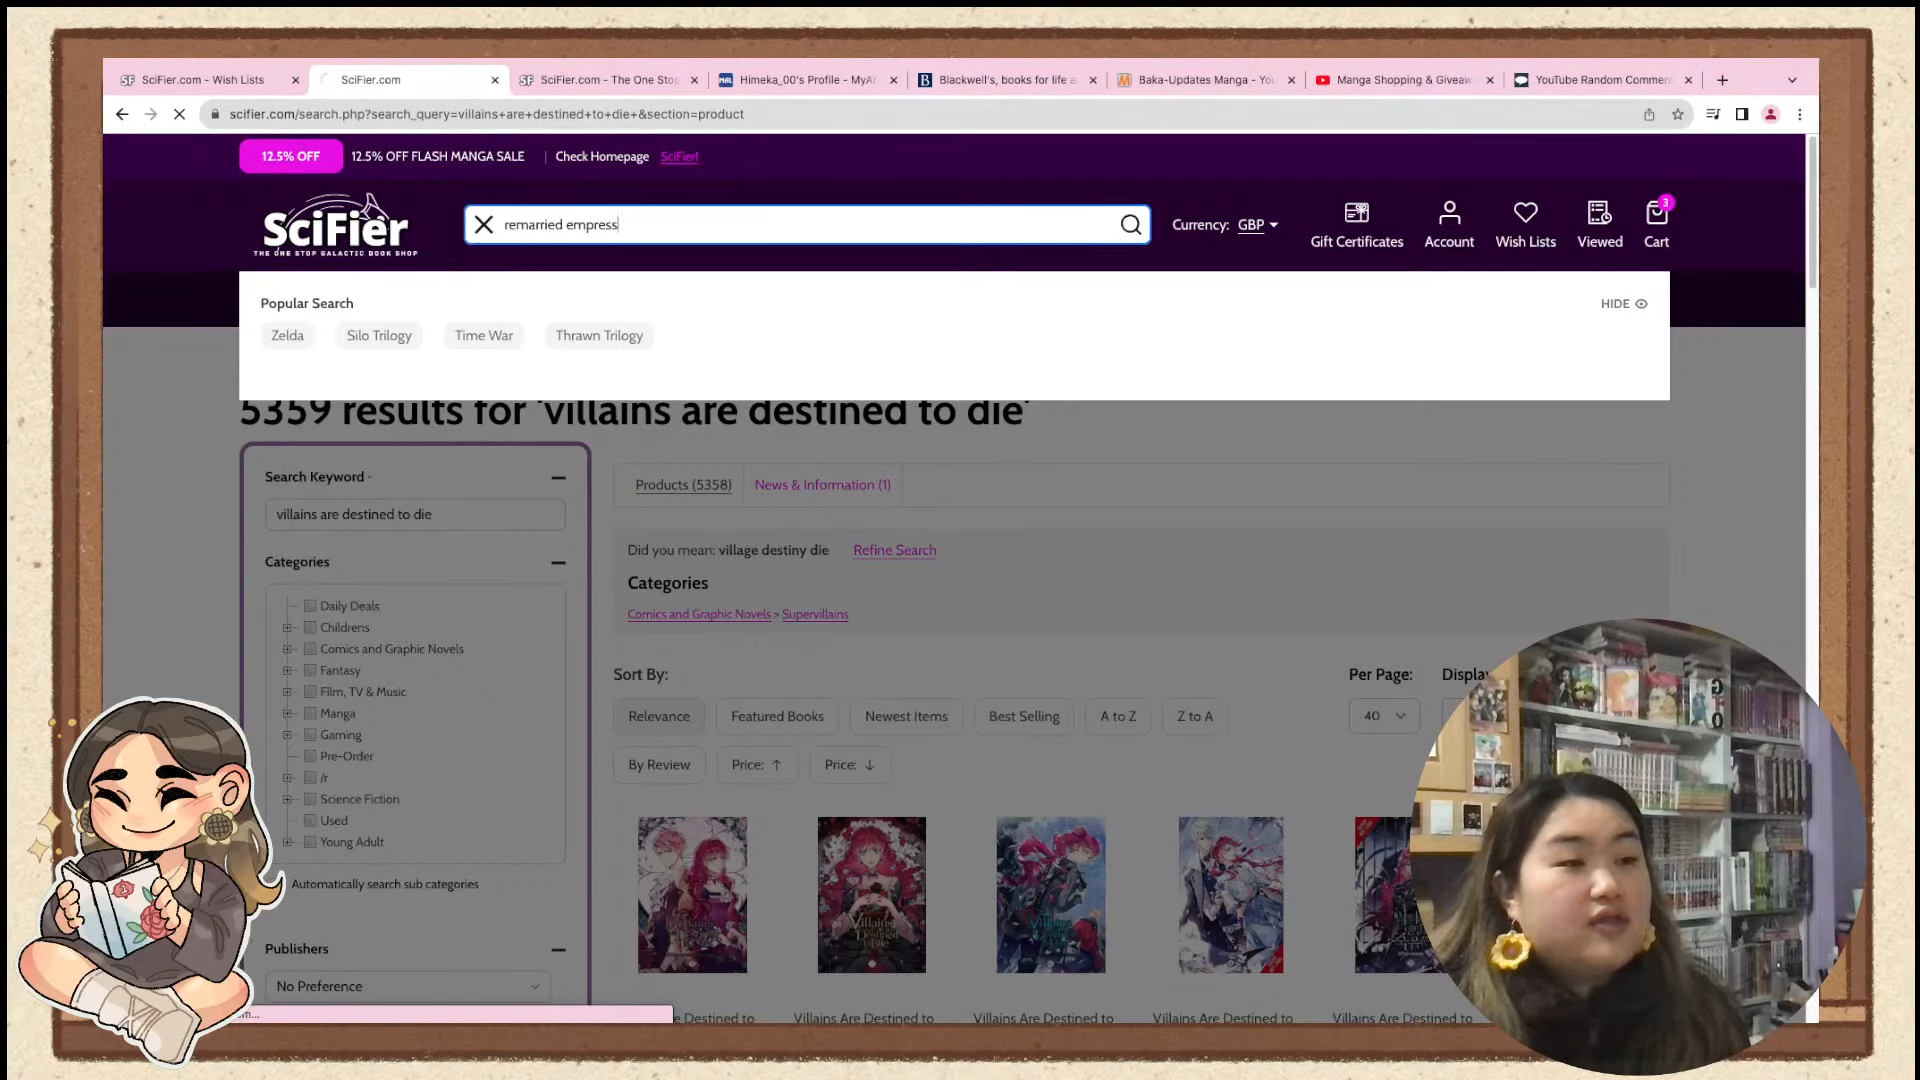 SciFier.com - Wish Lists
SciFier.com
SciFier.com - The One Stop
Himeka_00's Profile - MyAn
Blackwell's, books for life a
Baka-Updates Manga - You
Manga Shopping & Giveaw
YouTube Random Commen
scifier.com/search.php?search_query=villains+are+destined+to+die+&section=product
12.5% OFF
12.5% OFF FLASH MANGA SALE
Check Homepage
SciFier!
SciFier
THE ONE STOP GALACTIC BOOK SHOP
remarried empress
Currency: GBP
Gift Certificates
Account
Wish Lists
Viewed
3
Cart
Popular Search
HIDE
Zelda
Silo Trilogy
Time War
Thrawn Trilogy
5359 results for 'villains are destined to die'
Search Keyword
villains are destined to die
Categories
Daily Deals
Childrens
Comics and Graphic Novels
Fantasy
Film, TV & Music
Manga
Gaming
Pre-Order
/r
Science Fiction
Used
Young Adult
Automatically search sub categories
Publishers
No Preference
Products (5358)
News & Information (1)
Did you mean: village destiny die
Refine Search
Categories
Comics and Graphic Novels > Supervillains
Sort By:
Relevance
Featured Books
Newest Items
Best Selling
A to Z
Z to A
By Review
Price: ↑
Price: ↓
Per Page:
40
Display
e Destined to
Villains Are Destined to
Villains Are Destined to
Villains Are Destined to
Villains Are Destined to